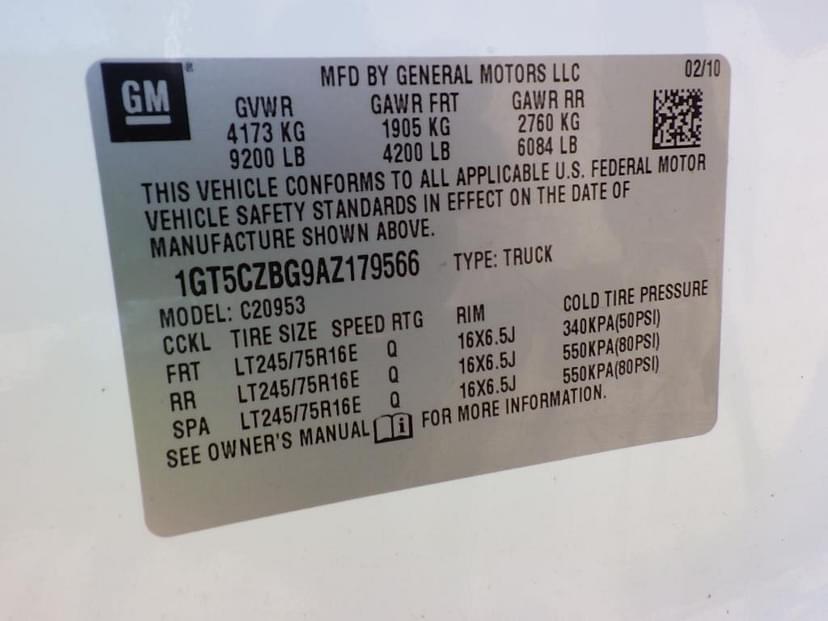 GM
MFD BY GENERAL MOTORS LLC 02/10
GVWR GAWR FRT GAWR RR
4173 KG 1905 KG 2760 KG
9200 LB 4200 LB 6084 LB
THIS VEHICLE CONFORMS TO ALL APPLICABLE U.S. FEDERAL MOTOR
VEHICLE SAFETY STANDARDS IN EFFECT ON THE DATE OF
MANUFACTURE SHOWN ABOVE.
1GT5CZBG9AZ179566 TYPE: TRUCK
MODEL: C20953
CCKL TIRE SIZE SPEED RTG RIM COLD TIRE PRESSURE
FRT LT245/75R16E Q 16X6.5J 340KPA(50PSI)
RR LT245/75R16E Q 16X6.5J 550KPA(80PSI)
SPA LT245/75R16E Q 16X6.5J 550KPA(80PSI)
SEE OWNER'S MANUAL i FOR MORE INFORMATION.